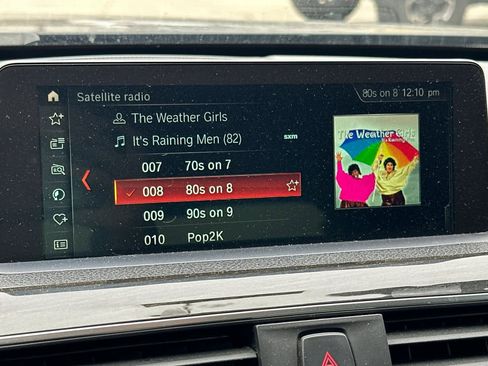 Satellite radio
80s on 8 12:10 pm
The Weather Girls
It's Raining Men (82)
sxm
007 70s on 7
008 80s on 8
009 90s on 9
010 Pop2K
The Weather Girls